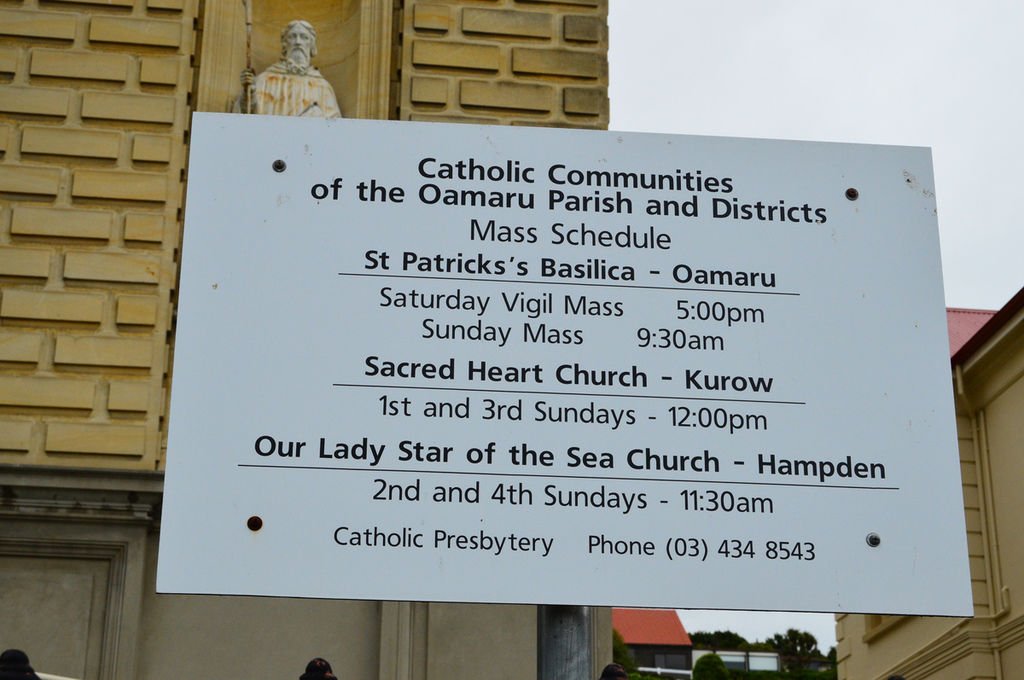 Catholic Communities
of the Oamaru Parish and Districts
Mass Schedule
St Patricks's Basilica - Oamaru
Saturday Vigil Mass 5:00pm
Sunday Mass 9:30am
Sacred Heart Church - Kurow
1st and 3rd Sundays - 12:00pm
Our Lady Star of the Sea Church - Hampden
2nd and 4th Sundays - 11:30am
Catholic Presbytery Phone (03) 434 8543